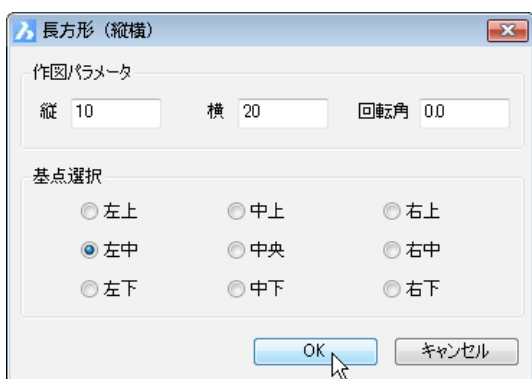 長方形（縦横）
作図パラメータ
縦 10 横 20 回転角 0.0
基点選択
左上 中上 右上
左中 中央 右中
左下 中下 右下
OK キャンセル